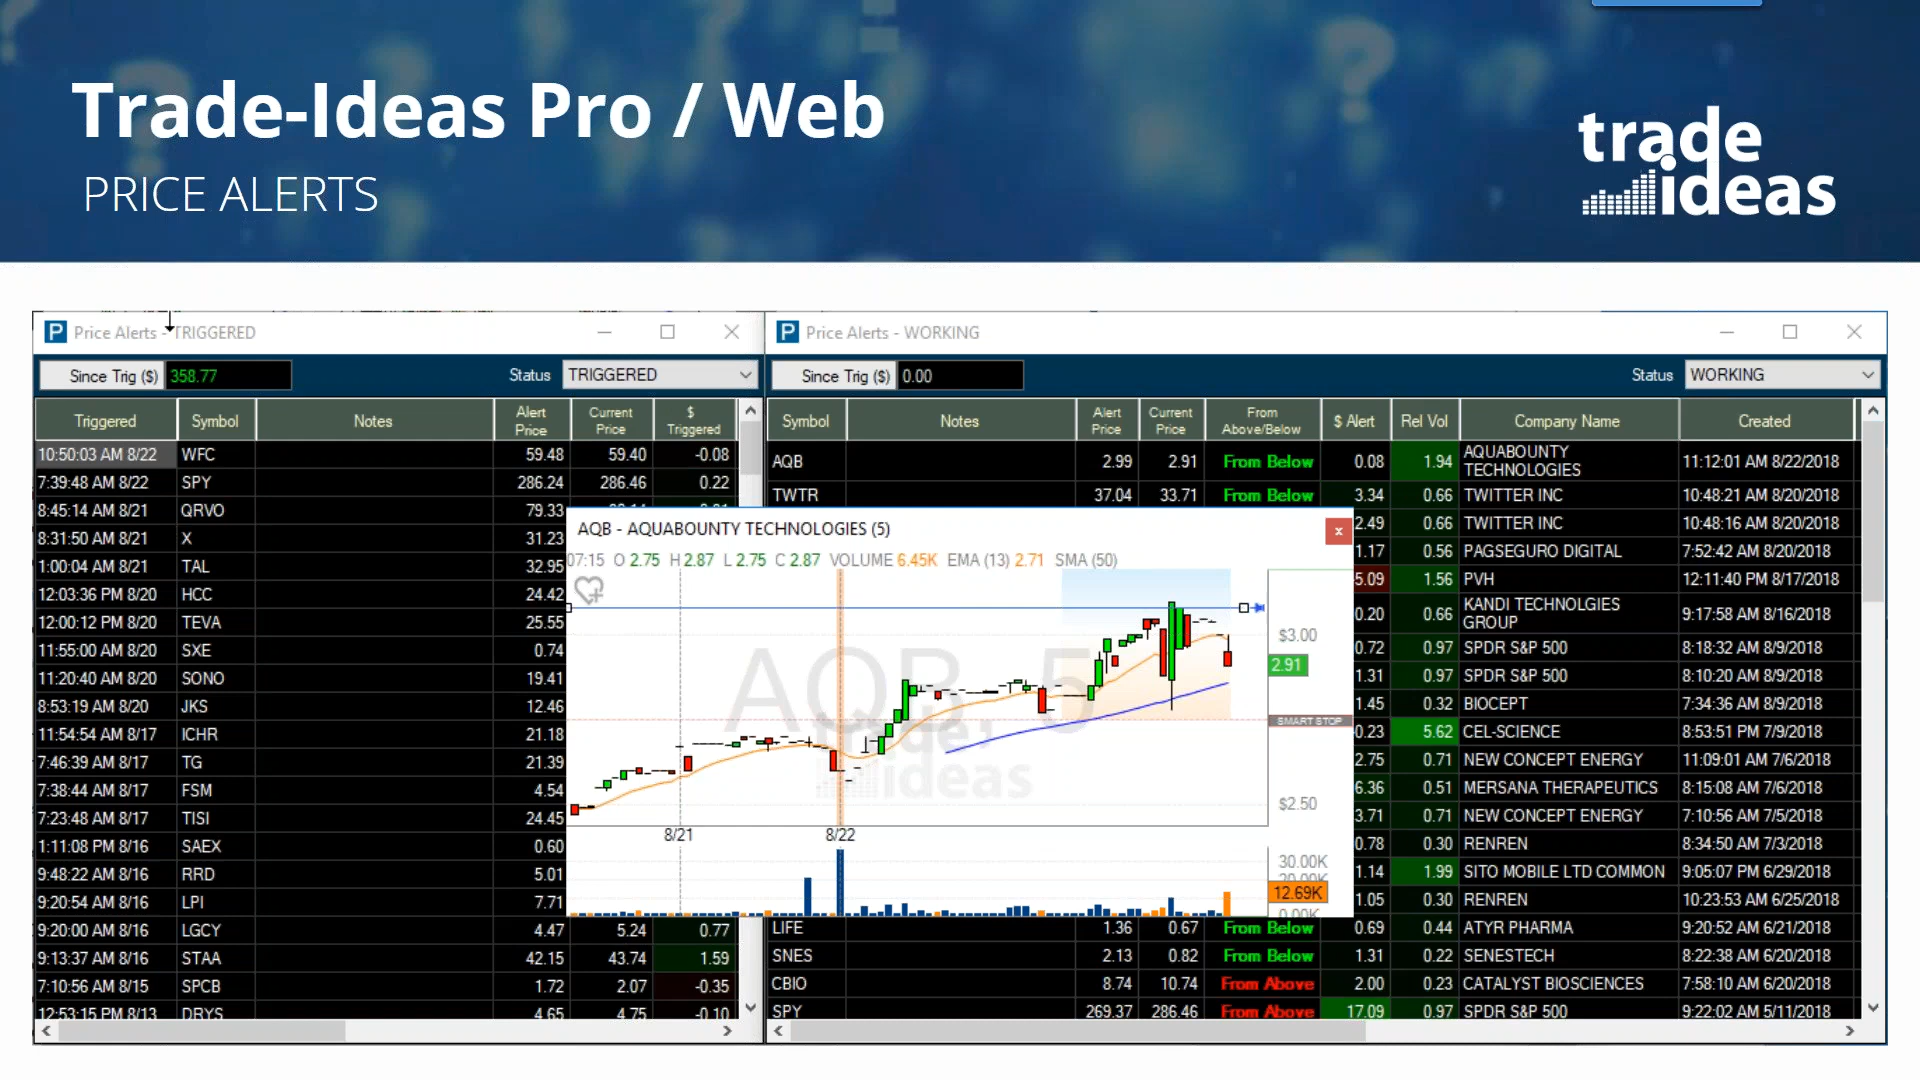 Trade-Ideas Pro / Web
PRICE ALERTS
trade
ideas
P Price Alerts - TRIGGERED
Since Trig ($) 358.77 Status TRIGGERED
Triggered Symbol Notes Alert Price Current Price $ Triggered
10:50:03 AM 8/22 WFC 59.48 59.40 -0.08
7:39:48 AM 8/22 SPY 286.24 286.46 0.22
8:45:14 AM 8/21 QRVO 79.33
8:31:50 AM 8/21 X 31.23
1:00:04 AM 8/21 TAL 32.95
12:03:36 PM 8/20 HCC 24.42
12:00:12 PM 8/20 TEVA 25.55
11:55:00 AM 8/20 SXE 0.74
11:20:40 AM 8/20 SONO 19.41
8:53:19 AM 8/20 JKS 12.46
11:54:54 AM 8/17 ICHR 21.18
7:46:39 AM 8/17 TG 21.39
7:38:44 AM 8/17 FSM 4.54
7:23:48 AM 8/17 TISI 24.45
1:11:08 PM 8/16 SAEX 0.60
9:48:22 AM 8/16 RRD 5.01
9:20:54 AM 8/16 LPI 7.71
9:20:00 AM 8/16 LGCY 4.47 5.24 0.77
9:13:37 AM 8/16 STAA 42.15 43.74 1.59
7:10:56 AM 8/15 SPCB 1.72 2.07 -0.35
12:53:15 PM 8/13 DRYS 4.65 4.75 -0.10
P Price Alerts - WORKING
Since Trig ($) 0.00 Status WORKING
Symbol Notes Alert Price Current Price From Above/Below $ Alert Rel Vol Company Name Created
AQB 2.99 2.91 From Below 0.08 1.94 AQUABOUNTY TECHNOLOGIES 11:12:01 AM 8/22/2018
TWTR 37.04 33.71 From Below 3.34 0.66 TWITTER INC 10:48:21 AM 8/20/2018
2.49 0.66 TWITTER INC 10:48:16 AM 8/20/2018
1.17 0.56 PAGSEGURO DIGITAL 7:52:42 AM 8/20/2018
5.09 1.56 PVH 12:11:40 PM 8/17/2018
0.20 0.66 KANDI TECHNOLGIES GROUP 9:17:58 AM 8/16/2018
0.72 0.97 SPDR S&P 500 8:18:32 AM 8/9/2018
1.31 0.97 SPDR S&P 500 8:10:20 AM 8/9/2018
1.45 0.32 BIOCEPT 7:34:36 AM 8/9/2018
0.23 5.62 CEL-SCIENCE 8:53:51 PM 7/9/2018
2.75 0.71 NEW CONCEPT ENERGY 11:09:01 AM 7/6/2018
6.36 0.51 MERSANA THERAPEUTICS 8:15:08 AM 7/6/2018
3.71 0.71 NEW CONCEPT ENERGY 7:10:56 AM 7/5/2018
0.78 0.30 RENREN 8:34:50 AM 7/3/2018
1.14 1.99 SITO MOBILE LTD COMMON 9:05:07 PM 6/29/2018
1.05 0.30 RENREN 10:23:53 AM 6/25/2018
LIFE 1.36 0.67 From Below 0.69 0.44 ATYR PHARMA 9:20:52 AM 6/21/2018
SNES 2.13 0.82 From Below 1.31 0.22 SENESTECH 8:22:38 AM 6/20/2018
CBIO 8.74 10.74 From Above 2.00 0.23 CATALYST BIOSCIENCES 7:58:10 AM 6/20/2018
SPY 269.37 286.46 From Above 17.09 0.97 SPDR S&P 500 9:22:02 AM 5/11/2018
AQB - AQUABOUNTY TECHNOLOGIES (5)
07:15 O 2.75 H 2.87 L 2.75 C 2.87 VOLUME 6.45K EMA (13) 2.71 SMA (50)
AQB, 5
trade
ideas
$3.00
2.91
SMART STOP
$2.50
8/21 8/22
30.00K
20.00K
12.69K
0.00K